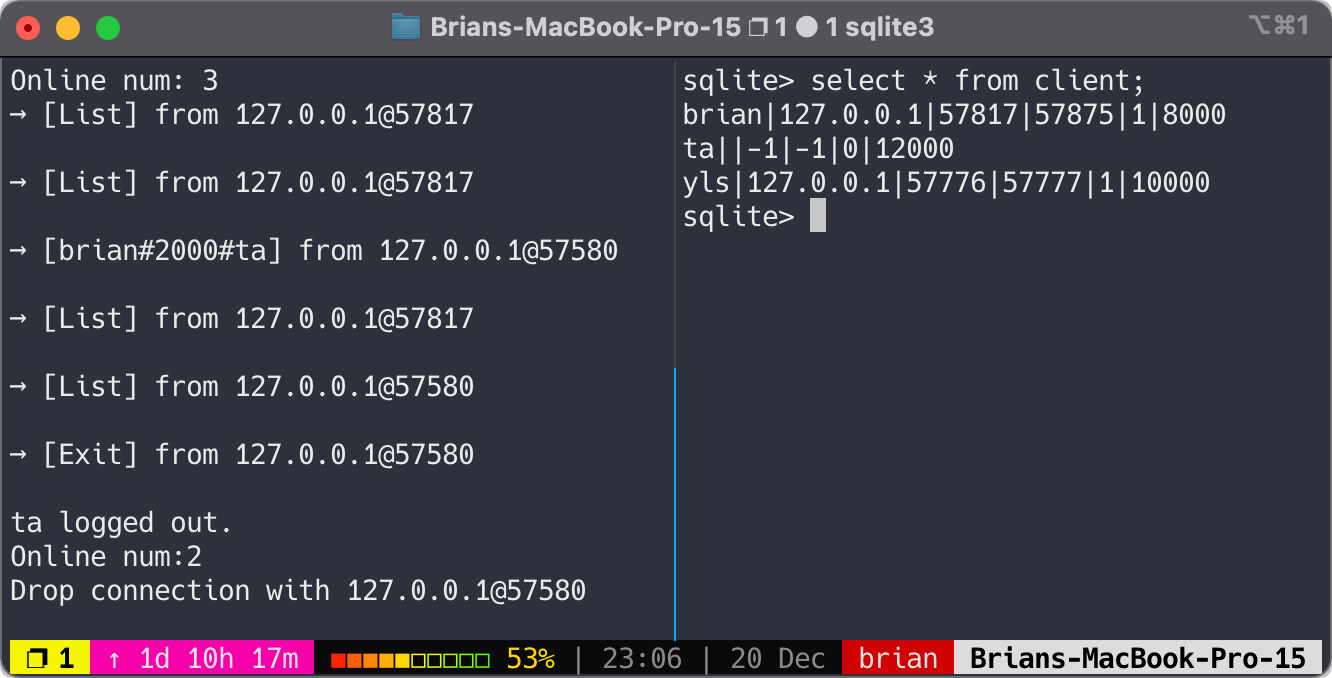 Brians-MacBook-Pro-15 ❐ 1 ● 1 sqlite3
⌥⌘1
Online num: 3
→ [List] from 127.0.0.1@57817
→ [List] from 127.0.0.1@57817
→ [brian#2000#ta] from 127.0.0.1@57580
→ [List] from 127.0.0.1@57817
→ [List] from 127.0.0.1@57580
→ [Exit] from 127.0.0.1@57580
ta logged out.
Online num:2
Drop connection with 127.0.0.1@57580
sqlite> select * from client;
brian|127.0.0.1|57817|57875|1|8000
ta||-1|-1|0|12000
yls|127.0.0.1|57776|57777|1|10000
sqlite>
❐ 1 ↑ 1d 10h 17m 53% | 23:06 | 20 Dec brian Brians-MacBook-Pro-15